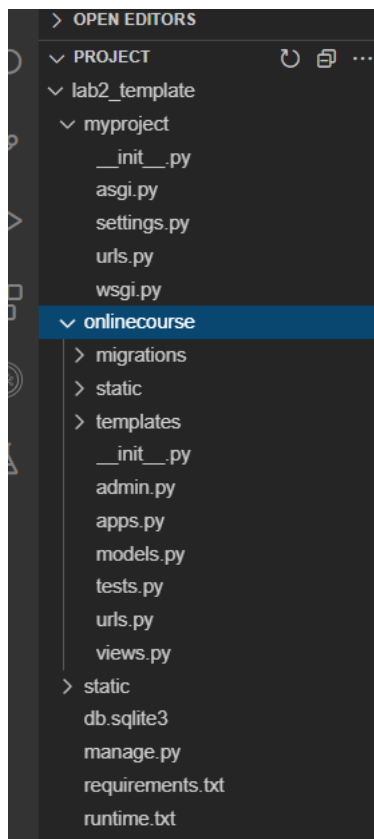 OPEN EDITORS
PROJECT
lab2_template
myproject
__init__.py
asgi.py
settings.py
urls.py
wsgi.py
onlinecourse
migrations
static
templates
__init__.py
admin.py
apps.py
models.py
tests.py
urls.py
views.py
static
db.sqlite3
manage.py
requirements.txt
runtime.txt